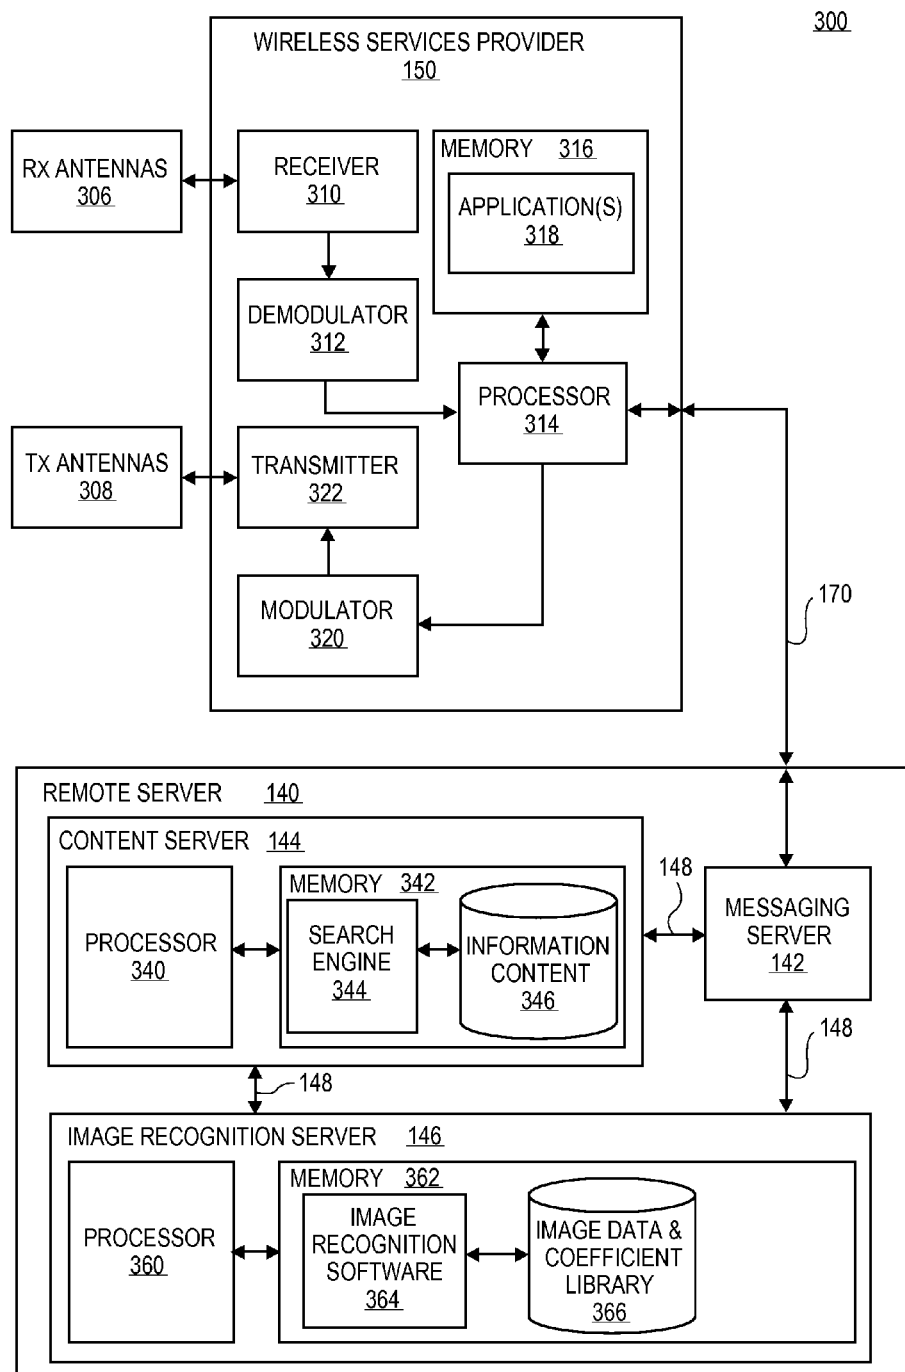 300
WIRELESS SERVICES PROVIDER
150
RX ANTENNAS
306
RECEIVER
310
MEMORY 316
APPLICATION(S)
318
DEMODULATOR
312
PROCESSOR
314
TX ANTENNAS
308
TRANSMITTER
322
MODULATOR
320
170
REMOTE SERVER 140
CONTENT SERVER 144
PROCESSOR
340
MEMORY 342
SEARCH
ENGINE
344
INFORMATION
CONTENT
346
148
MESSAGING
SERVER
142
148
148
IMAGE RECOGNITION SERVER 146
PROCESSOR
360
MEMORY 362
IMAGE
RECOGNITION
SOFTWARE
364
IMAGE DATA &
COEFFICIENT
LIBRARY
366